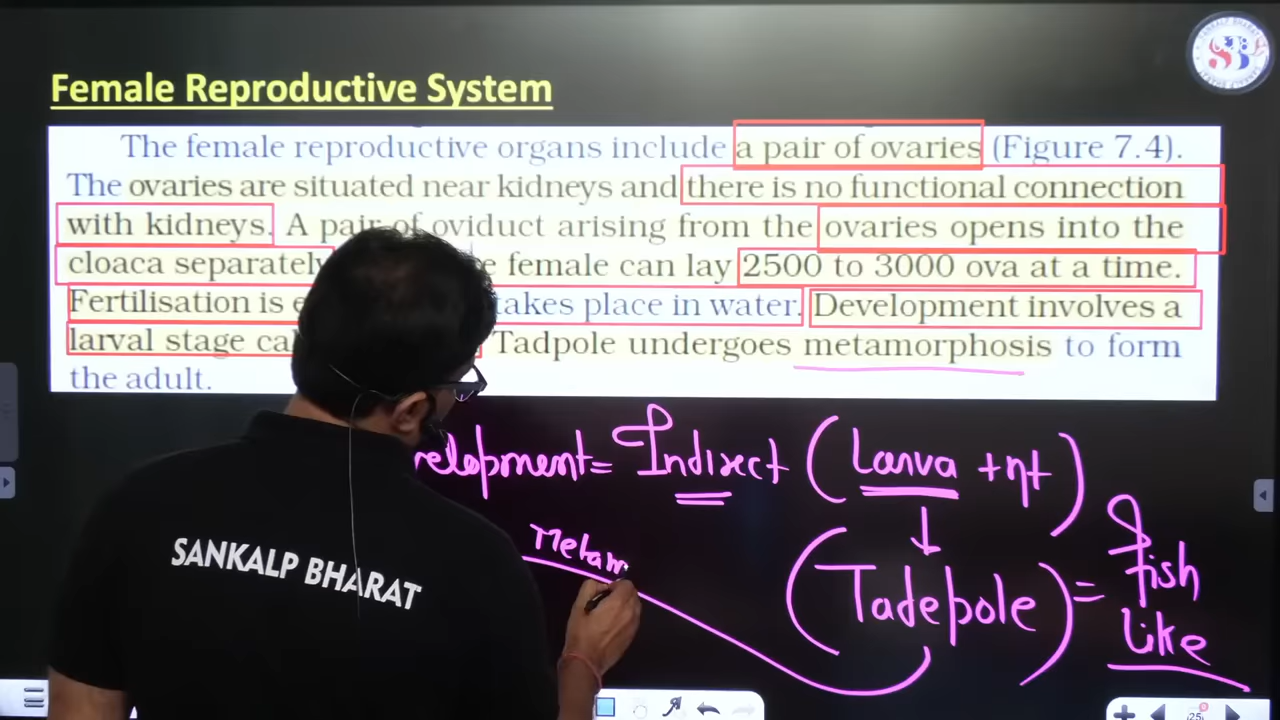 Female Reproductive System
The female reproductive organs include a pair of ovaries (Figure 7.4).
The ovaries are situated near kidneys and there is no functional connection
with kidneys. A pair of oviduct arising from the ovaries opens into the
cloaca separately female can lay 2500 to 3000 ova at a time.
Fertilisation is takes place in water. Development involves a
larval stage Tadpole undergoes metamorphosis to form
the adult.
velopment = Indirect (Larva +nt)
Metam
(Tadepole) = fish
like
SANKALP BHARAT